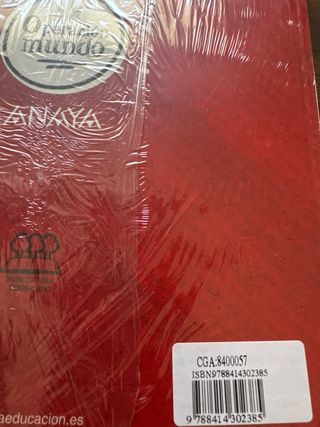 mundo
ANAYA
CGA:8400057
ISBN9788414302385
9 788414 302385
aeducacion.es